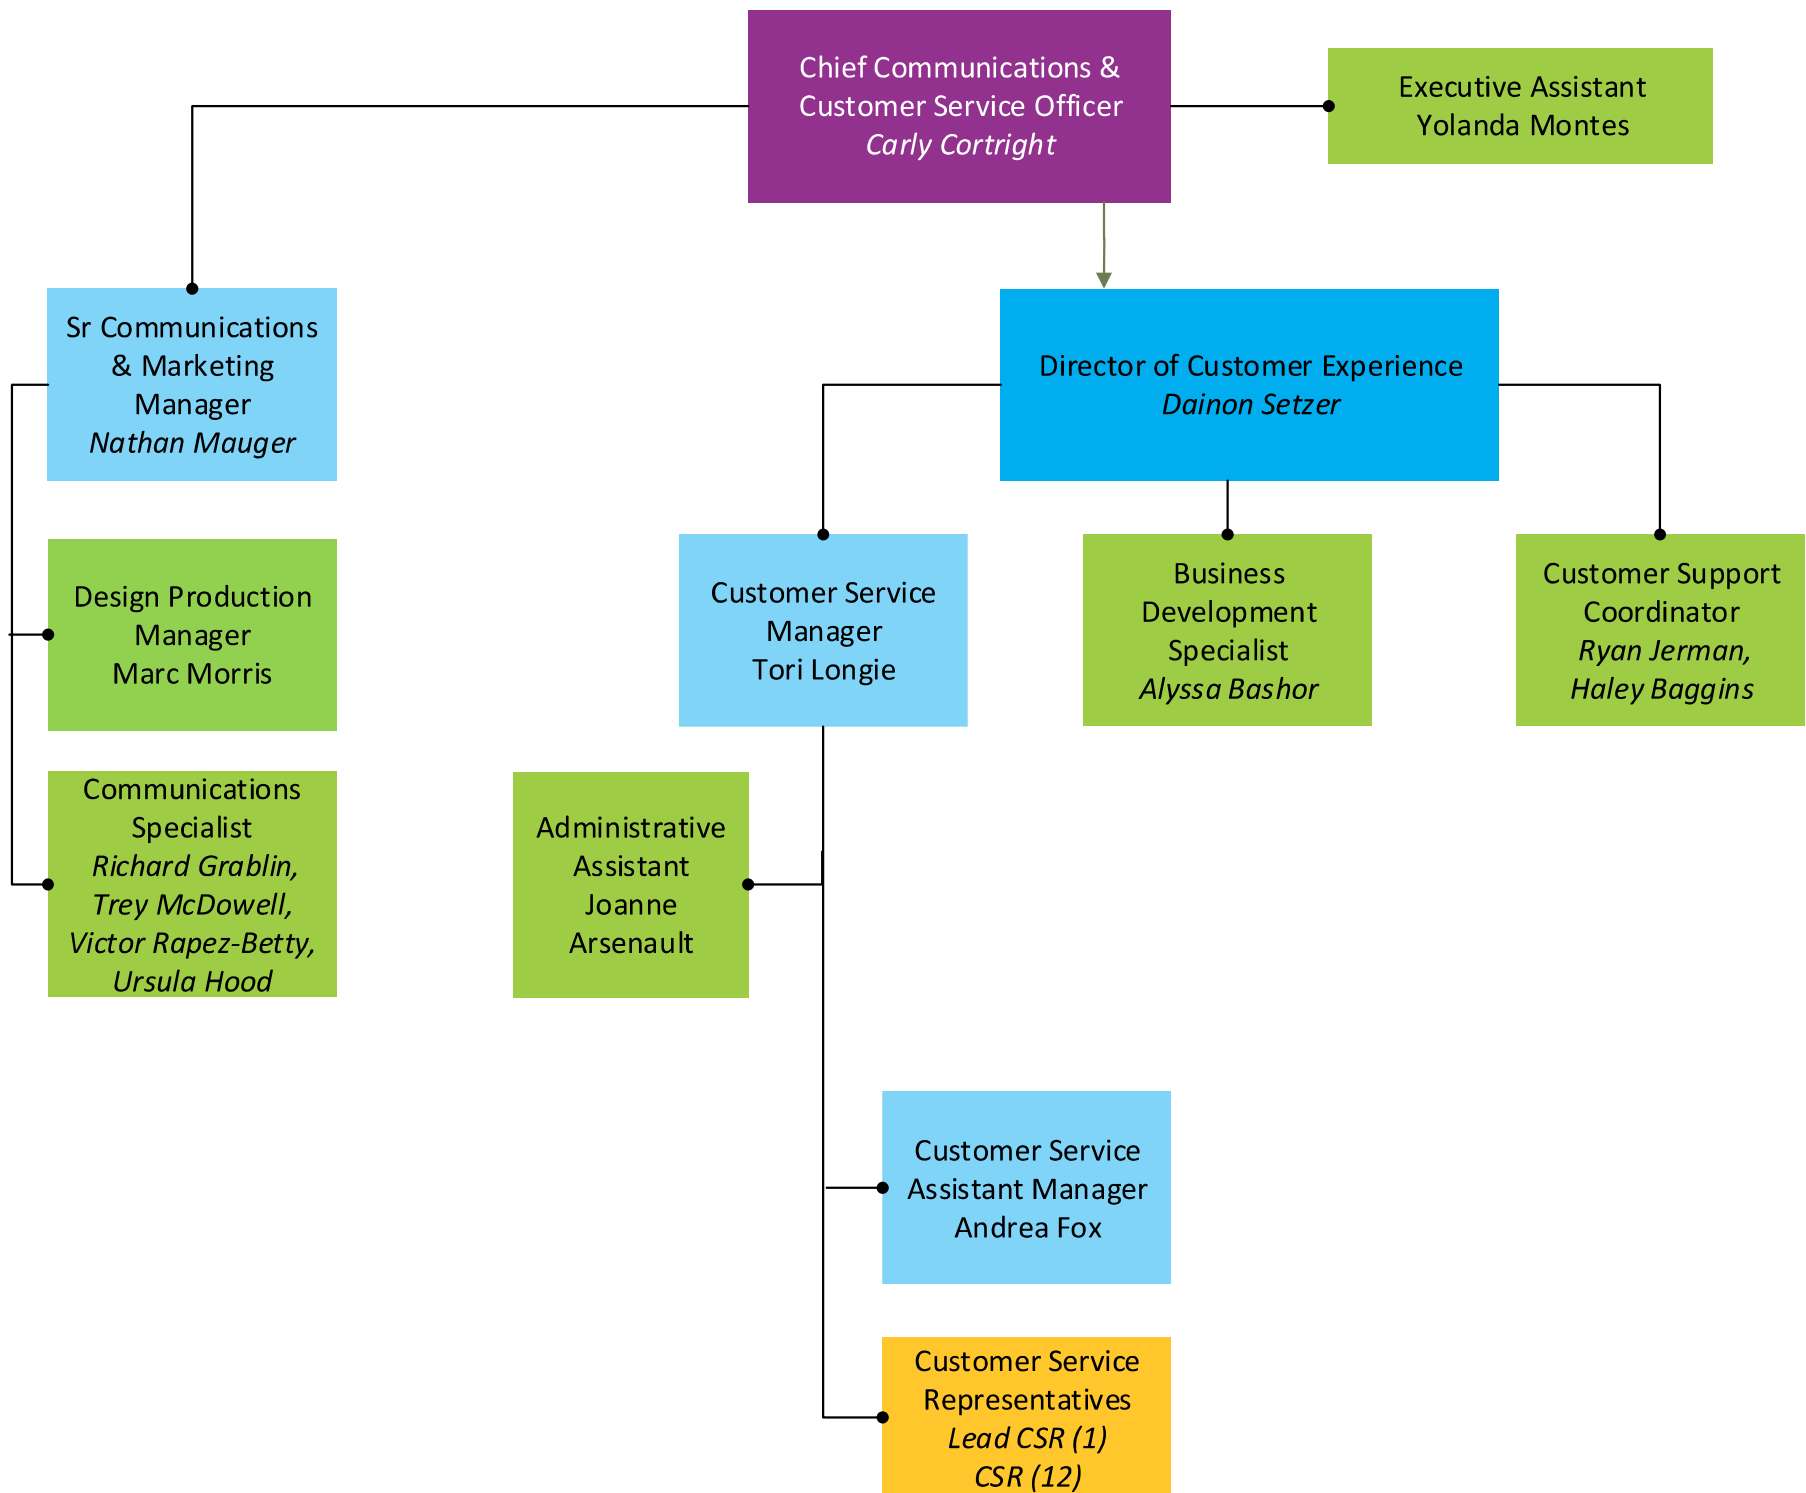 Chief Communications &
Customer Service Officer
Carly Cortright
Executive Assistant
Yolanda Montes
Sr Communications
& Marketing
Manager
Nathan Mauger
Director of Customer Experience
Dainon Setzer
Design Production
Manager
Marc Morris
Customer Service
Manager
Tori Longie
Business
Development
Specialist
Alyssa Bashor
Customer Support
Coordinator
Ryan Jerman,
Haley Baggins
Communications
Specialist
Richard Grablin,
Trey McDowell,
Victor Rapez-Betty,
Ursula Hood
Administrative
Assistant
Joanne
Arsenault
Customer Service
Assistant Manager
Andrea Fox
Customer Service
Representatives
Lead CSR (1)
CSR (12)